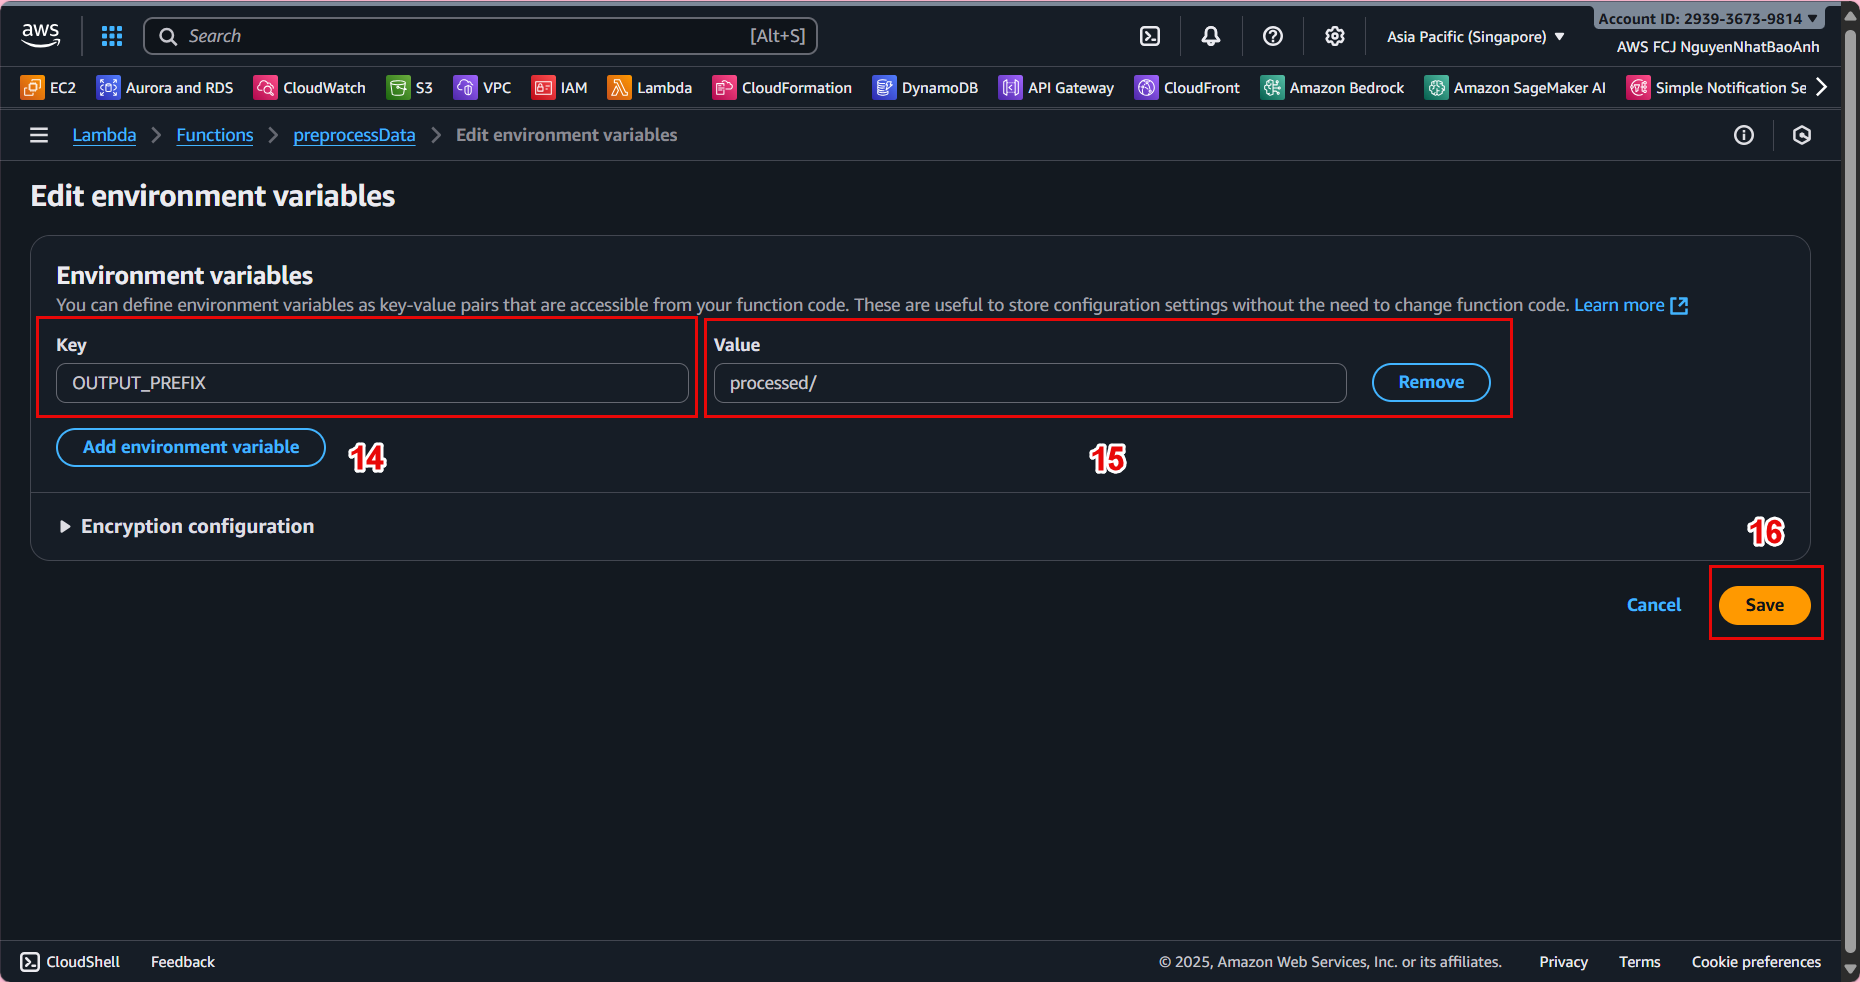 aws
Search
[Alt+S]
Asia Pacific (Singapore)
Account ID: 2939-3673-9814
AWS FCJ NguyenNhatBaoAnh
EC2
Aurora and RDS
CloudWatch
S3
VPC
IAM
Lambda
CloudFormation
DynamoDB
API Gateway
CloudFront
Amazon Bedrock
Amazon SageMaker AI
Simple Notification Se
Lambda
Functions
preprocessData
Edit environment variables
Edit environment variables
Environment variables
You can define environment variables as key-value pairs that are accessible from your function code. These are useful to store configuration settings without the need to change function code. Learn more
Key
Value
OUTPUT_PREFIX
processed/
Remove
Add environment variable
14
15
Encryption configuration
16
Cancel
Save
CloudShell
Feedback
© 2025, Amazon Web Services, Inc. or its affiliates.
Privacy
Terms
Cookie preferences